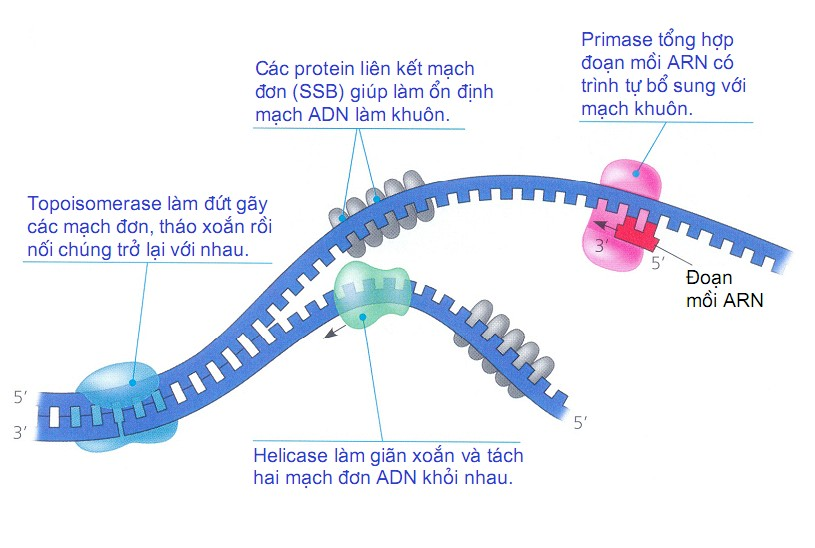 Primase tổng hợp
đoạn mồi ARN có
trình tự bổ sung với
mạch khuôn.
Các protein liên kết mạch
đơn (SSB) giúp làm ổn định
mạch ADN làm khuôn.
Topoisomerase làm đứt gãy
các mạch đơn, tháo xoắn rồi
nối chúng trở lại với nhau.
3’
5’
Đoạn
mồi ARN
5’
3’
5’
Helicase làm giãn xoắn và tách
hai mạch đơn ADN khỏi nhau.